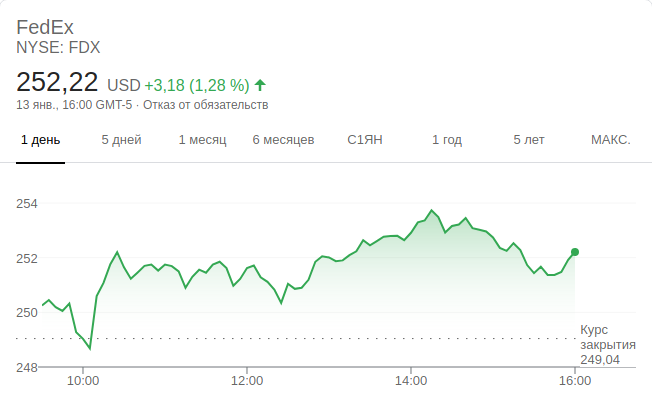 FedEx
NYSE: FDX
252,22 USD +3,18 (1,28 %)
13 янв., 16:00 GMT-5 · Отказ от обязательств
1 день 5 дней 1 месяц 6 месяцев С1ЯН 1 год 5 лет МАКС.
254
252
250
Курс
закрытия
249,04
248
10:00 12:00 14:00 16:00